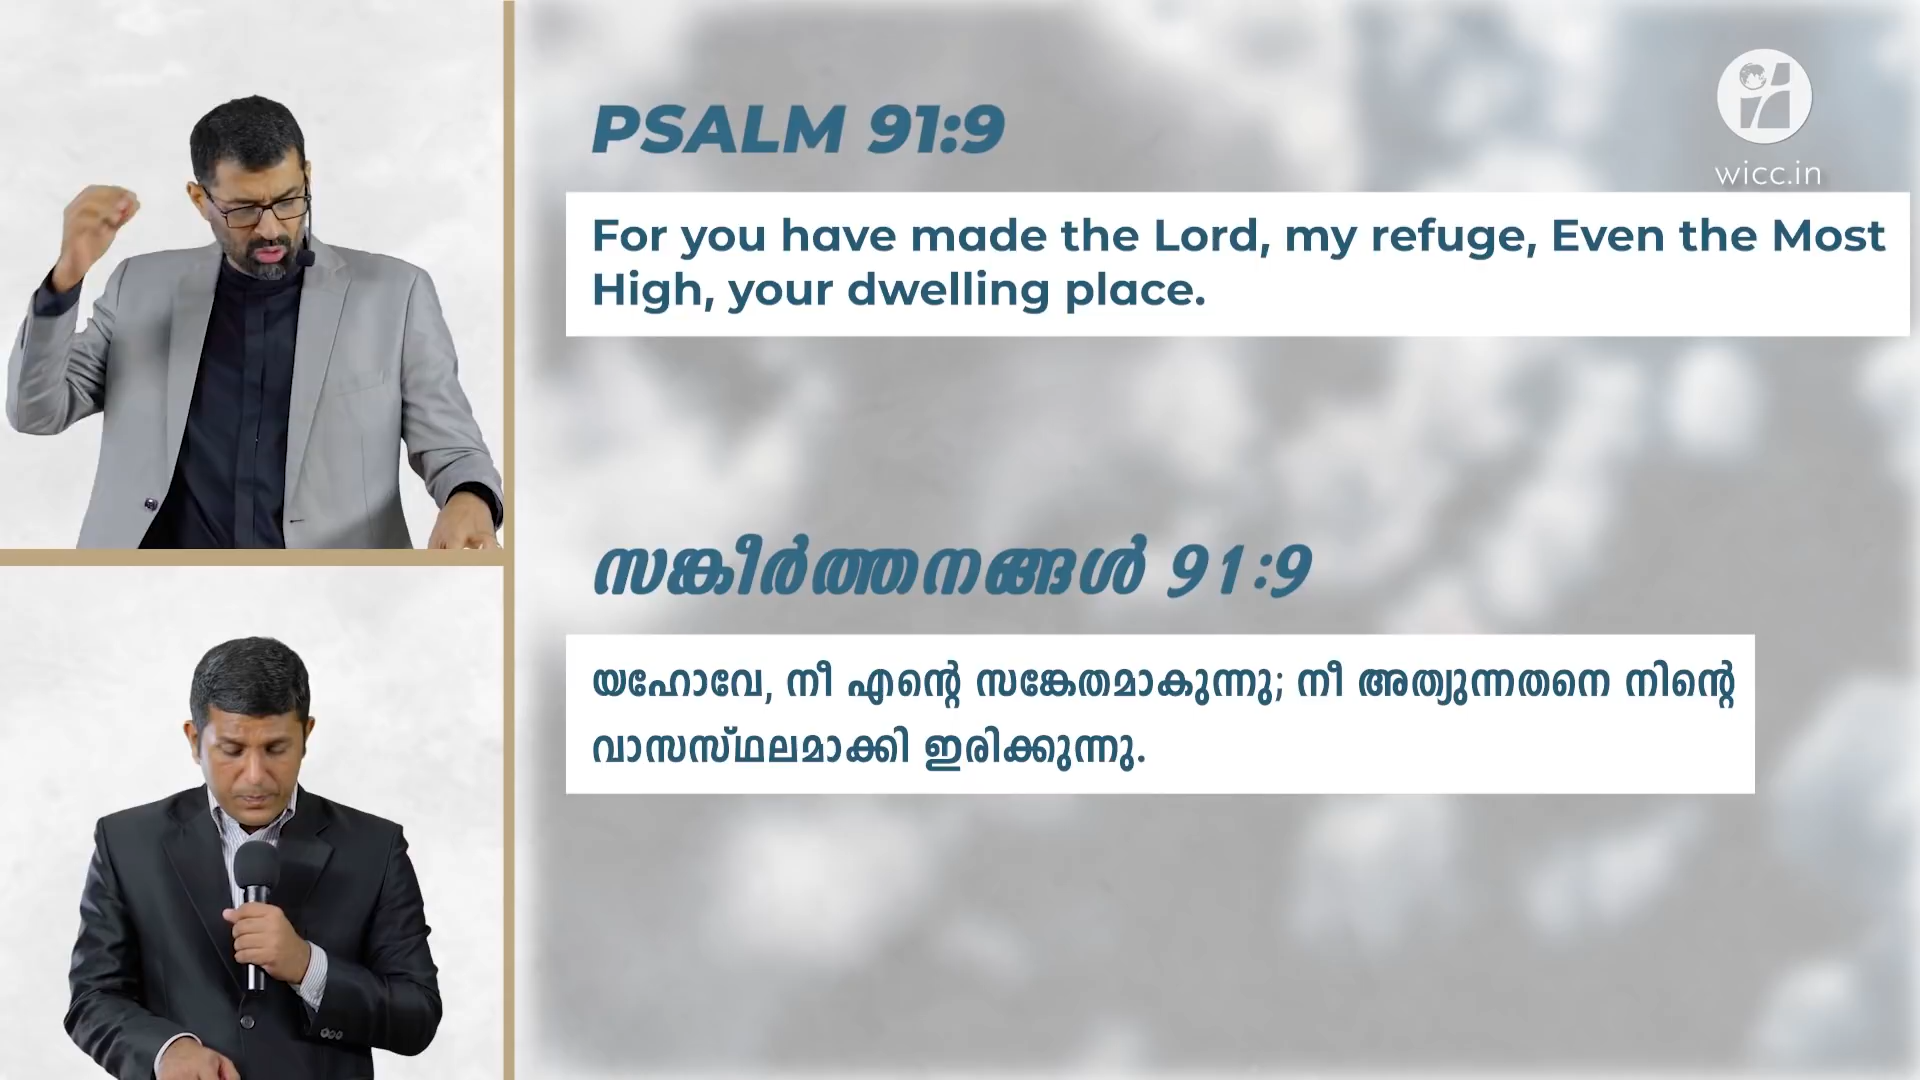 PSALM 91:9
wicc.in
For you have made the Lord, my refuge, Even the Most
High, your dwelling place.
സങ്കീർത്തനങ്ങൾ 91:9
യഹോവേ, നീ എന്റെ സങ്കേതമാകുന്നു; നീ അത്യുന്നതനെ നിന്റെ
വാസസ്ഥലമാക്കി ഇരിക്കുന്നു.